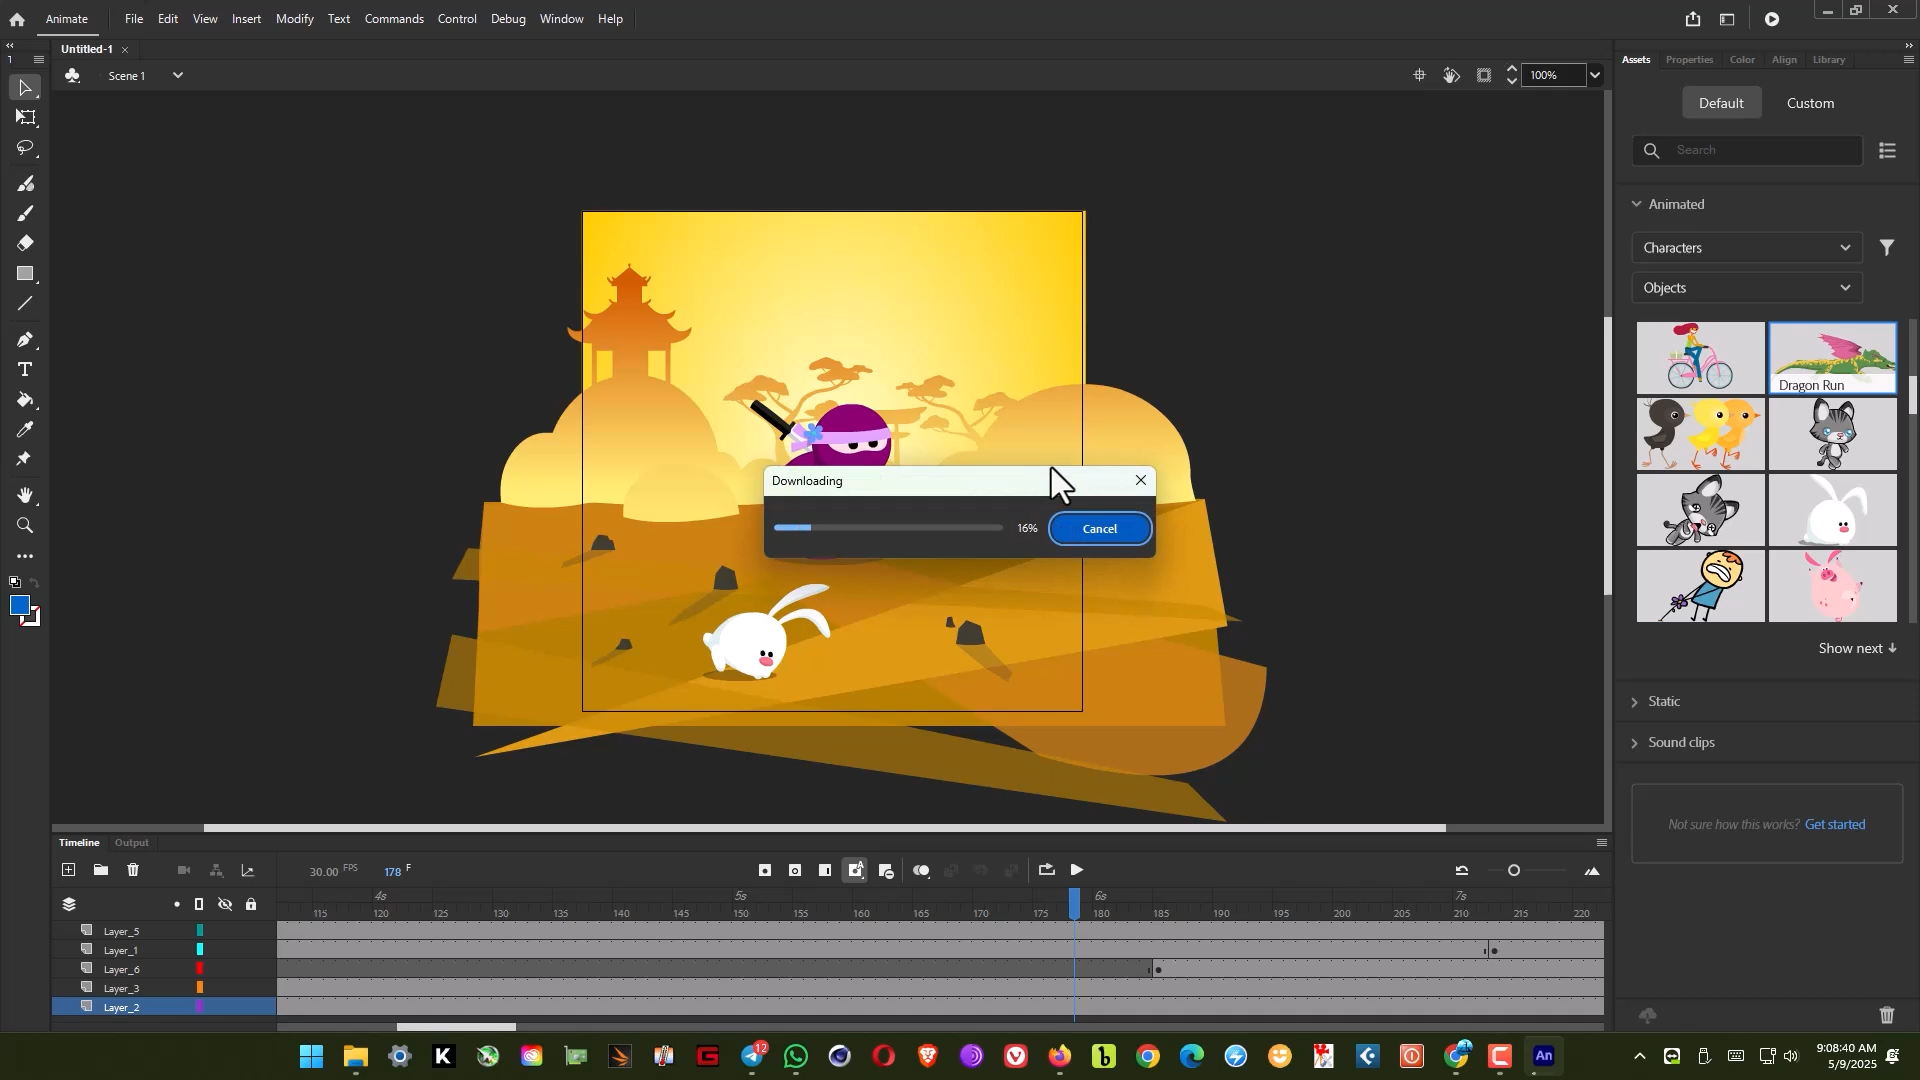 Animate File Edit View Insert Modify Text Commands Control Debug Window Help
1 Untitled-1
Scene 1 100%
Assets Properties Color Align Library
Default Custom
Search
Animated
Characters
Objects
Dragon Run
Downloading
16% Cancel
Show next
Static
Sound clips
Not sure how this works? Get started
Timeline Output
30.00 FPS 178 F
4s 5s 6s 7s
115 120 125 130 135 140 145 150 155 160 165 170 175 180 185 190 195 200 205 210 215 220
Layer_5
Layer_1
Layer_6
Layer_3
Layer_2
12
K
G
b
An
9:08:40 AM
5/9/2025